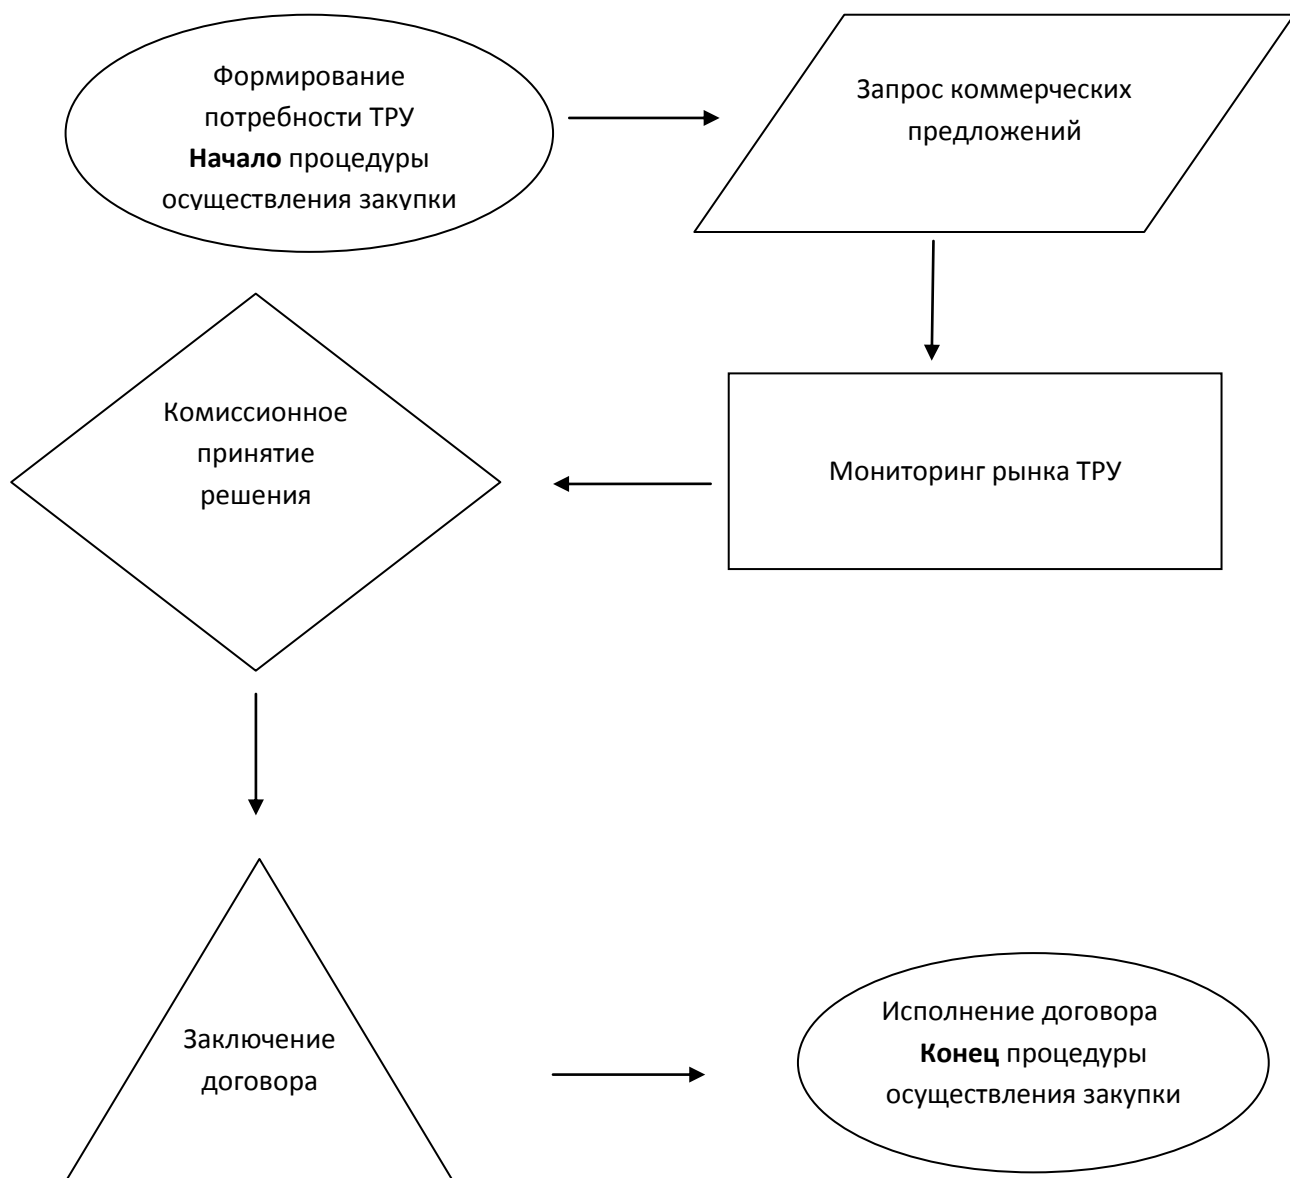 Формирование
потребности ТРУ
Начало процедуры
осуществления закупки
Запрос коммерческих
предложений
Мониторинг рынка ТРУ
Комиссионное
принятие
решения
Заключение
договора
Исполнение договора
Конец процедуры
осуществления закупки